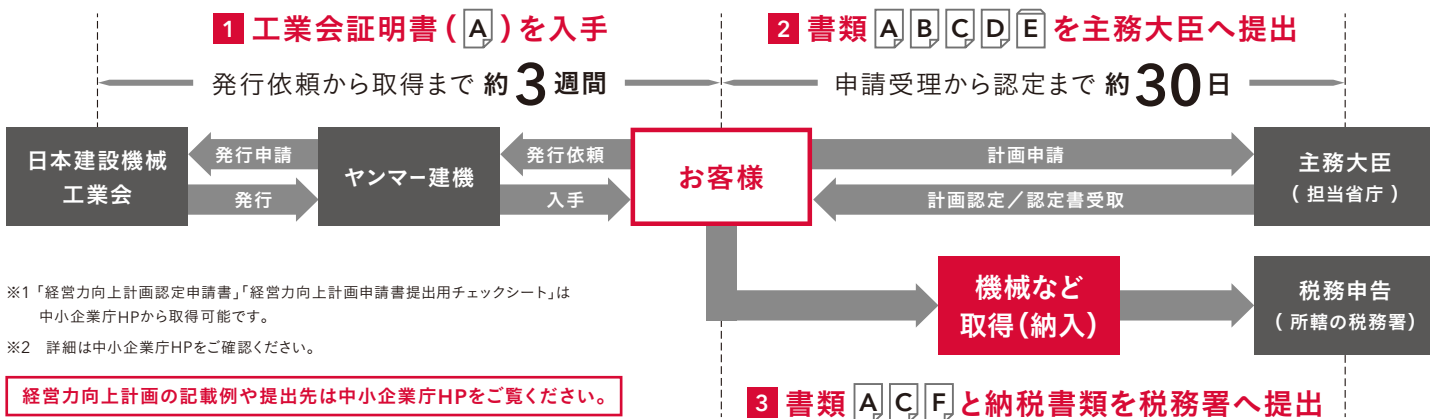 1 工業会証明書(A)を入手
2 書類 A B C D E を主務大臣へ提出
発行依頼から取得まで 約3週間
申請受理から認定まで 約30日
日本建設機械
工業会
発行申請
発行
ヤンマー建機
発行依頼
入手
お客様
計画申請
計画認定／認定書受取
主務大臣
( 担当省庁 )
機械など
取得(納入)
税務申告
( 所轄の税務署)
※1「経営力向上計画認定申請書」「経営力向上計画申請書提出用チェックシート」は
中小企業庁HPから取得可能です。
※2 詳細は中小企業庁HPをご確認ください。
経営力向上計画の記載例や提出先は中小企業庁HPをご覧ください。
3 書類 A C F と納税書類を税務署へ提出